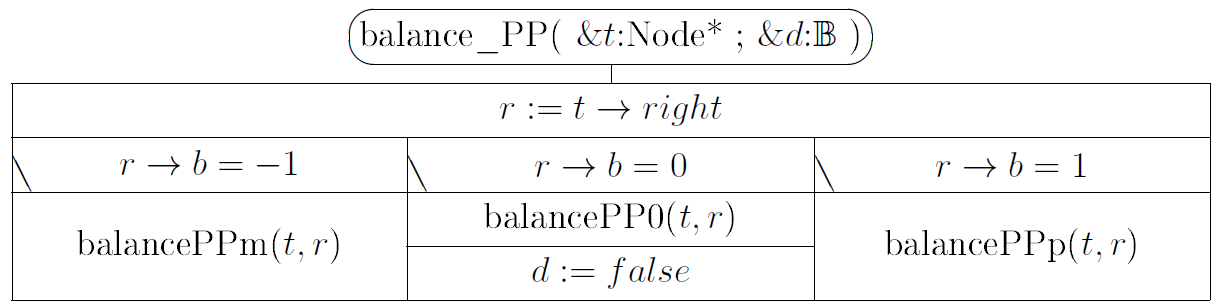 balance_PP( &t:Node* ; &d:𝔹 )
r := t → right
r → b = −1
r → b = 0
r → b = 1
balancePPm(t, r)
balancePP0(t, r)
d := false
balancePPp(t, r)